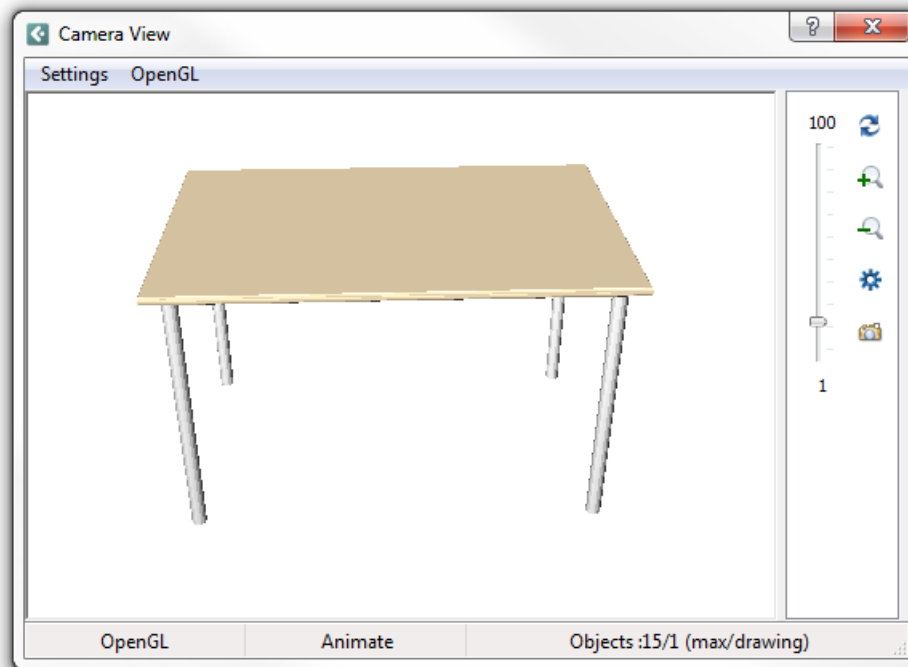 Camera View
?
Settings OpenGL
100
1
OpenGL Animate Objects :15/1 (max/drawing)